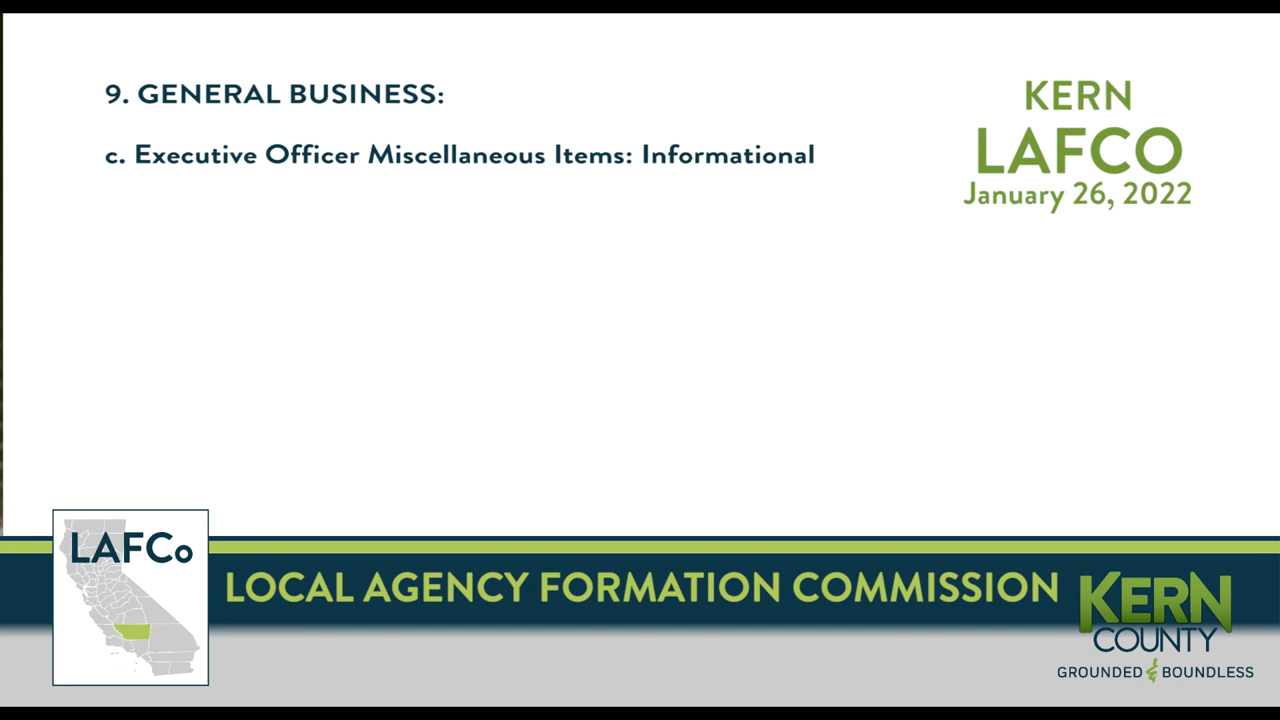 9. GENERAL BUSINESS:
c. Executive Officer Miscellaneous Items: Informational
KERN
LAFCO
January 26, 2022
LAFCo
LOCAL AGENCY FORMATION COMMISSION
KERN
COUNTY
GROUNDED BOUNDLESS